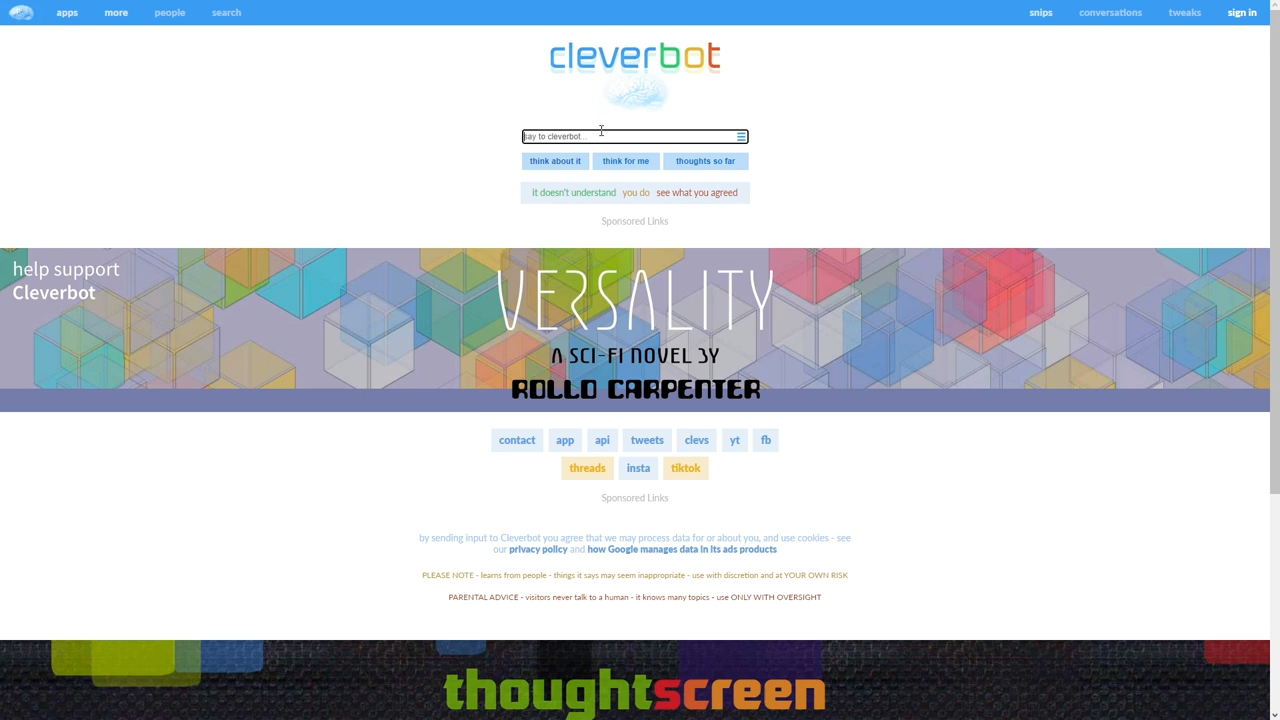 apps more people search snips conversations tweaks sign in
cleverbot
say to cleverbot...
think about it think for me thoughts so far
it doesn't understand you do see what you agreed
Sponsored Links
help support
Cleverbot
VERSALITY
A SCI-FI NOVEL BY
ROLLO CARPENTER
contact app api tweets clevs yt fb
threads insta tiktok
Sponsored Links
by sending input to Cleverbot you agree that we may process data for or about you, and use cookies - see
our privacy policy and how Google manages data in its ads products
PLEASE NOTE - learns from people - things it says may seem inappropriate - use with discretion and at YOUR OWN RISK
PARENTAL ADVICE - visitors never talk to a human - it knows many topics - use ONLY WITH OVERSIGHT
thoughtscreen